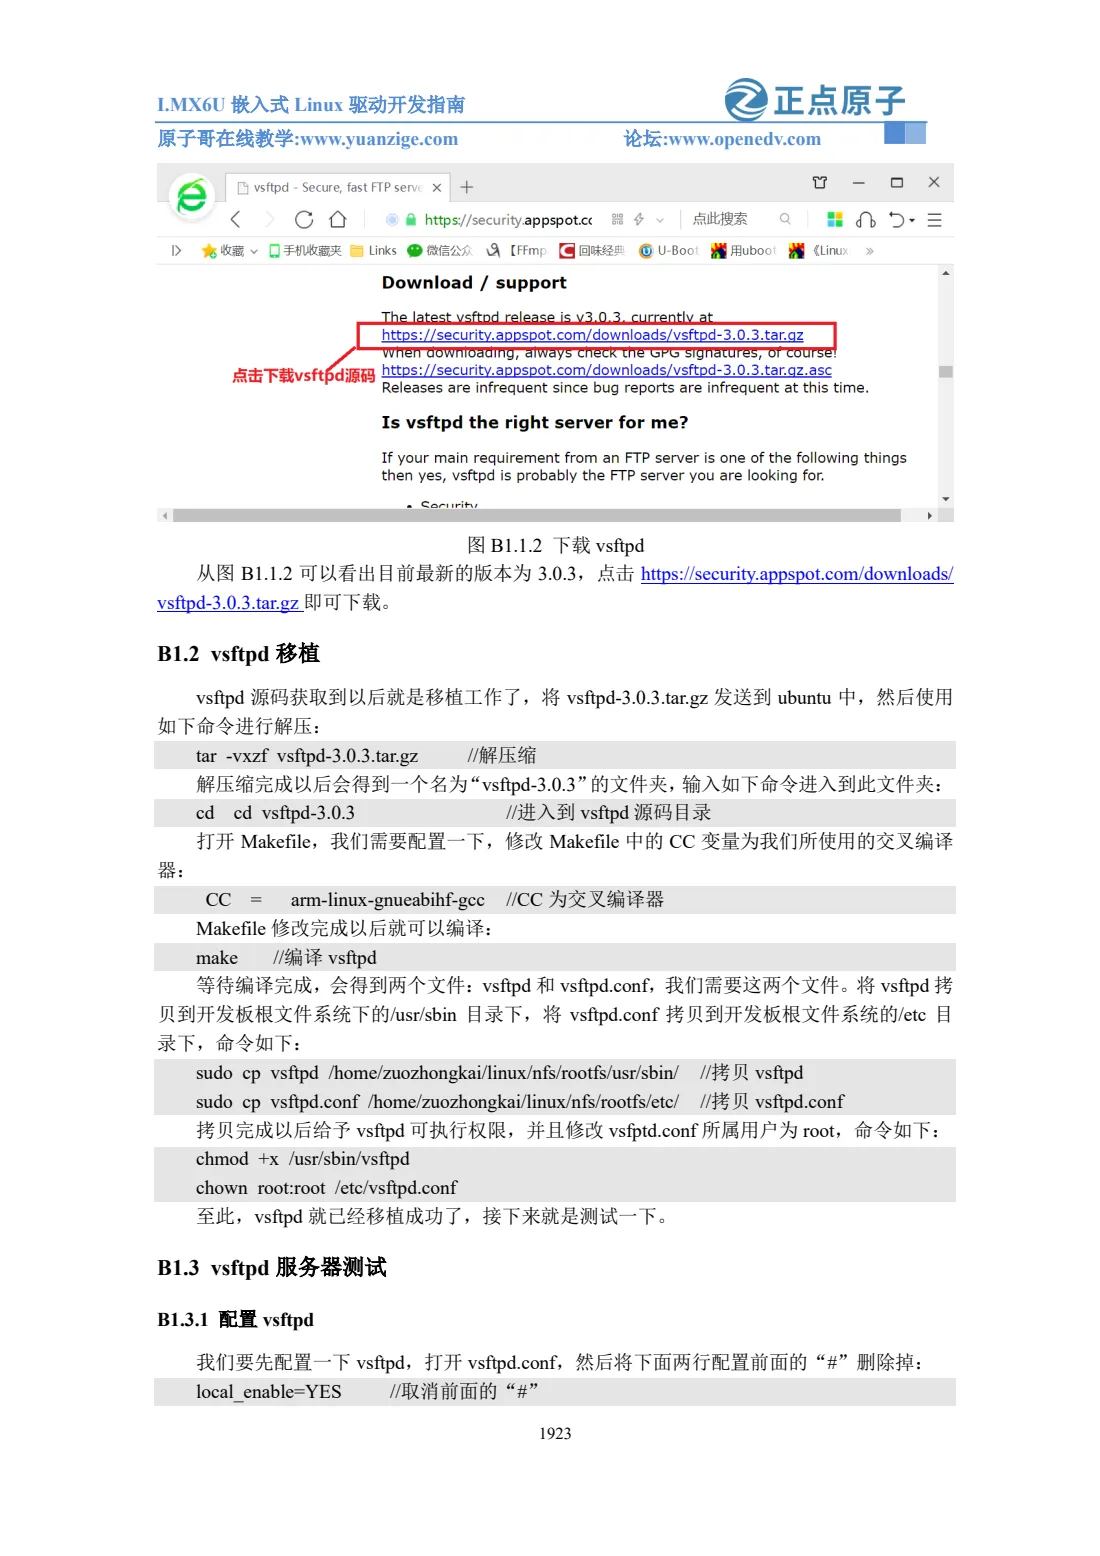 I.MX6U 嵌入式 Linux 驱动开发指南
正点原子
原子哥在线教学:www.yuanzige.com 论坛:www.openedv.com
vsftpd - Secure, fast FTP serve
https://security.appspot.cc 点此搜索
收藏 手机收藏夹 Links 微信公众 【FFmp 回味经典 U-Boot 用uboot 《Linux »
Download / support
The latest vsftpd release is v3.0.3, currently at
https://security.appspot.com/downloads/vsftpd-3.0.3.tar.gz
When downloading, always check the GPG signatures, of course!
点击下载vsftpd源码 https://security.appspot.com/downloads/vsftpd-3.0.3.tar.gz.asc
Releases are infrequent since bug reports are infrequent at this time.
Is vsftpd the right server for me?
If your main requirement from an FTP server is one of the following things
then yes, vsftpd is probably the FTP server you are looking for.
• Security
图 B1.1.2 下载 vsftpd
从图 B1.1.2 可以看出目前最新的版本为 3.0.3，点击 https://security.appspot.com/downloads/
vsftpd-3.0.3.tar.gz 即可下载。
B1.2 vsftpd 移植
vsftpd 源码获取到以后就是移植工作了，将 vsftpd-3.0.3.tar.gz 发送到 ubuntu 中，然后使用
如下命令进行解压：
tar -vxzf vsftpd-3.0.3.tar.gz //解压缩
解压缩完成以后会得到一个名为“vsftpd-3.0.3”的文件夹，输入如下命令进入到此文件夹：
cd cd vsftpd-3.0.3 //进入到 vsftpd 源码目录
打开 Makefile，我们需要配置一下，修改 Makefile 中的 CC 变量为我们所使用的交叉编译
器：
CC = arm-linux-gnueabihf-gcc //CC 为交叉编译器
Makefile 修改完成以后就可以编译：
make //编译 vsftpd
等待编译完成，会得到两个文件：vsftpd 和 vsftpd.conf，我们需要这两个文件。将 vsftpd 拷
贝到开发板根文件系统下的/usr/sbin 目录下，将 vsftpd.conf 拷贝到开发板根文件系统的/etc 目
录下，命令如下：
sudo cp vsftpd /home/zuozhongkai/linux/nfs/rootfs/usr/sbin/ //拷贝 vsftpd
sudo cp vsftpd.conf /home/zuozhongkai/linux/nfs/rootfs/etc/ //拷贝 vsftpd.conf
拷贝完成以后给予 vsftpd 可执行权限，并且修改 vsfptd.conf 所属用户为 root，命令如下：
chmod +x /usr/sbin/vsftpd
chown root:root /etc/vsftpd.conf
至此，vsftpd 就已经移植成功了，接下来就是测试一下。
B1.3 vsftpd 服务器测试
B1.3.1 配置 vsftpd
我们要先配置一下 vsftpd，打开 vsftpd.conf，然后将下面两行配置前面的“#”删除掉：
local_enable=YES //取消前面的“#”
1923